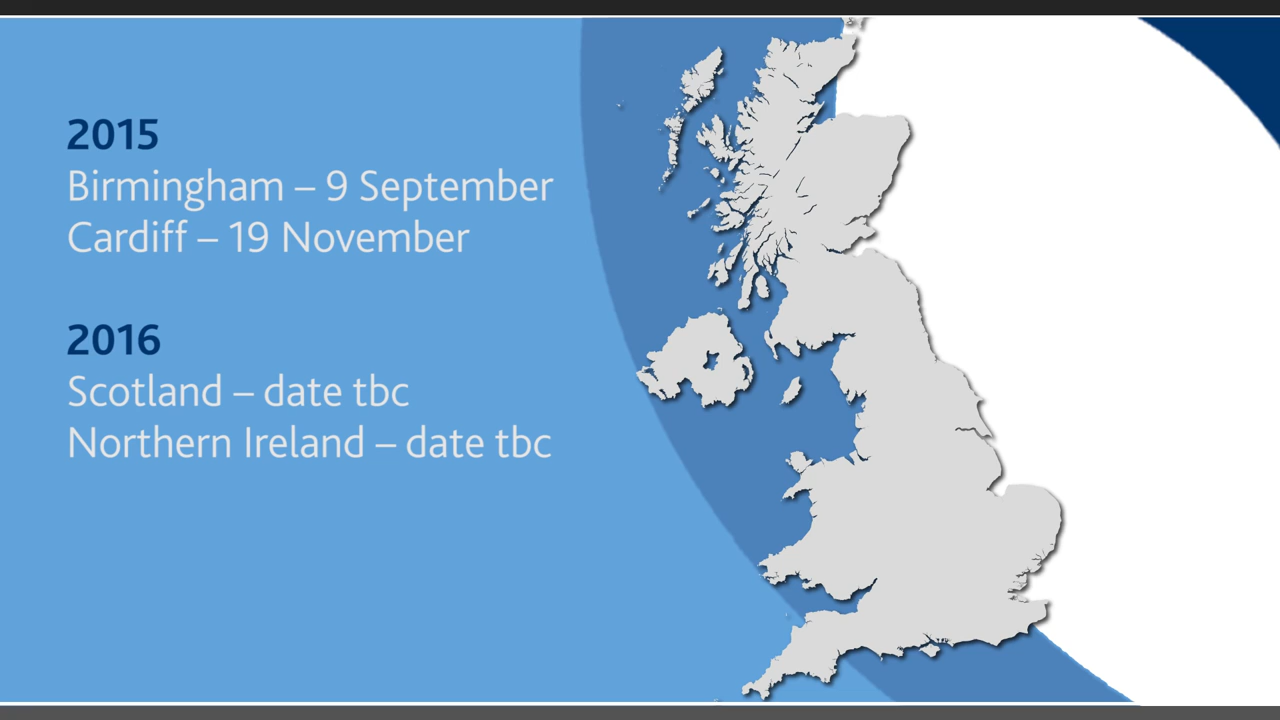 2015
Birmingham – 9 September
Cardiff – 19 November
2016
Scotland – date tbc
Northern Ireland – date tbc